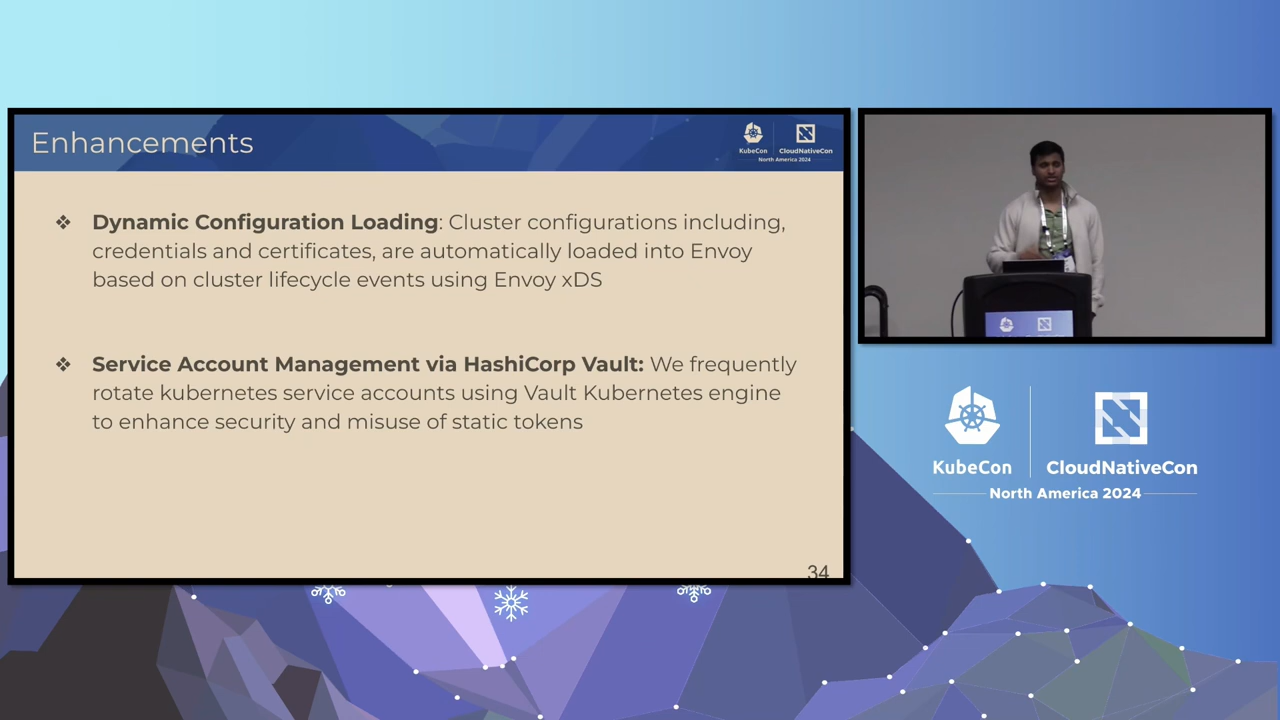 Enhancements
KubeCon
CloudNativeCon
North America 2024
❖ Dynamic Configuration Loading: Cluster configurations including,
credentials and certificates, are automatically loaded into Envoy
based on cluster lifecycle events using Envoy xDS
❖ Service Account Management via HashiCorp Vault: We frequently
rotate kubernetes service accounts using Vault Kubernetes engine
to enhance security and misuse of static tokens
34
KubeCon
CloudNativeCon
North America 2024